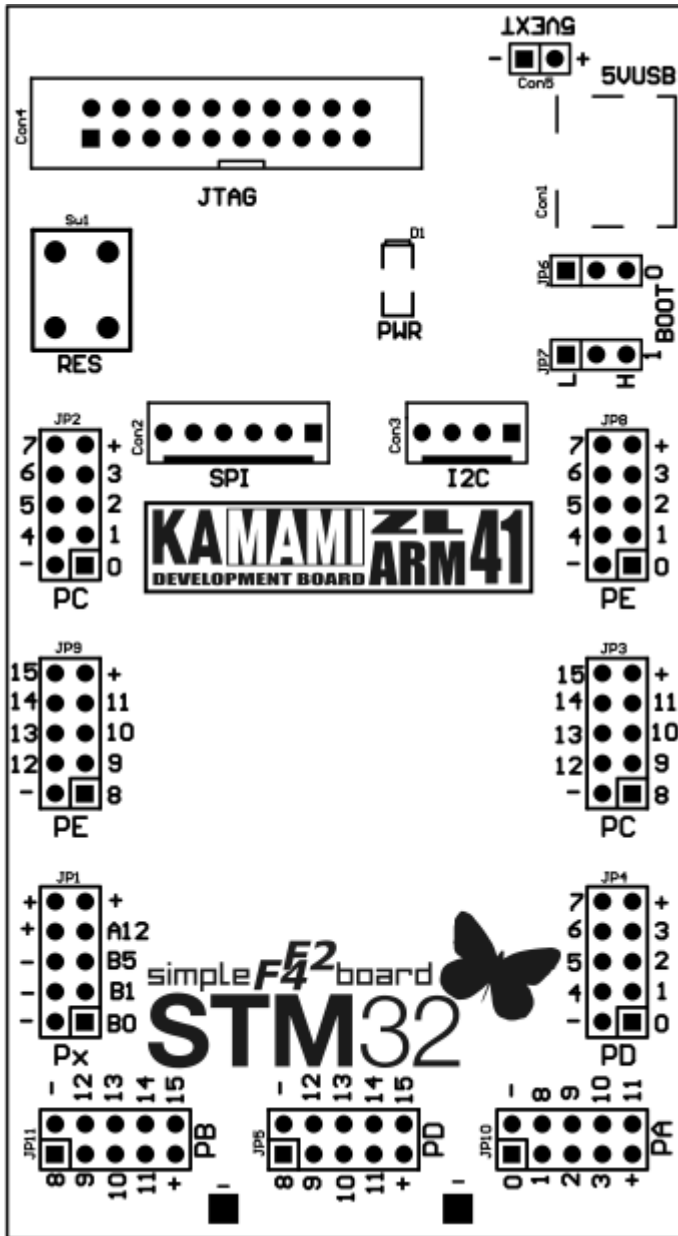 5VEXT
- +
Con5
5VUSB
Con4
Con1
JTAG
Sw1
D1
JP6
0
BOOT
PWR
RES
JP7
1
L H
JP2
7 +
6 3
5 2
4 1
- 0
PC
Con2
SPI
Con3
I2C
JP8
7 +
6 3
5 2
4 1
- 0
PE
KAMAMI ZL
DEVELOPMENT BOARD ARM 41
JP9
15 +
14 11
13 10
12 9
- 8
PE
JP3
15 +
14 11
13 10
12 9
- 8
PC
JP1
+ +
+ A12
- B5
- B1
- B0
Px
simple F4 F2 board
STM32
JP4
7 +
6 3
5 2
4 1
- 0
PD
- 12 13 14 15
JP11
PB
8 9 10 11 +
- 12 13 14 15
JP5
PD
8 9 10 11 +
- 8 9 10 11
JP10
PA
0 1 2 3 +
- -